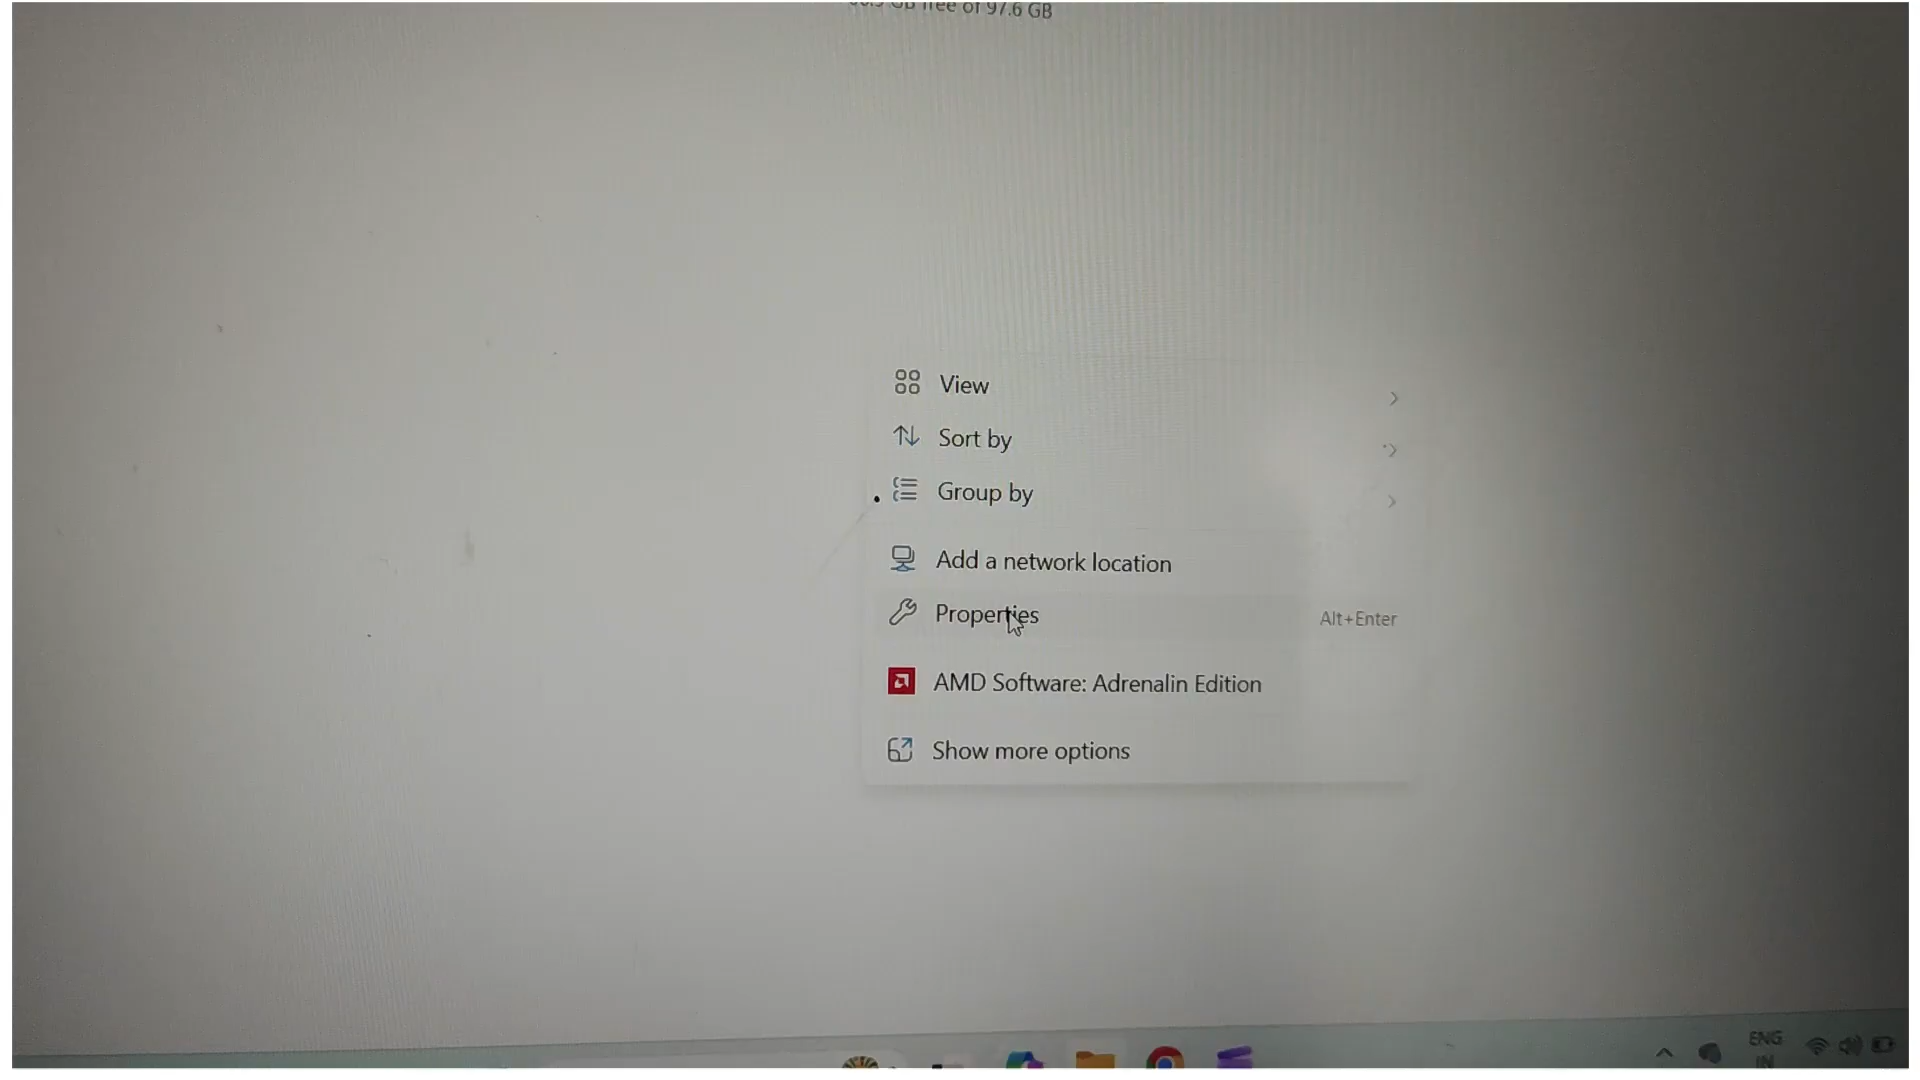 free of 97.6 GB
View
Sort by
Group by
Add a network location
Properties Alt+Enter
AMD Software: Adrenalin Edition
Show more options
ENG
IN